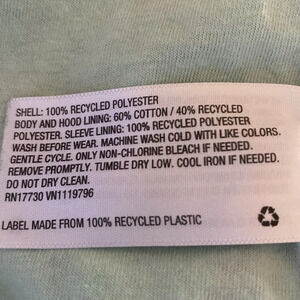 SHELL: 100% RECYCLED POLYESTER
BODY AND HOOD LINING: 60% COTTON / 40% RECYCLED
POLYESTER. SLEEVE LINING: 100% RECYCLED POLYESTER
WASH BEFORE WEAR. MACHINE WASH COLD WITH LIKE COLORS.
GENTLE CYCLE. ONLY NON-CHLORINE BLEACH IF NEEDED.
REMOVE PROMPTLY. TUMBLE DRY LOW. COOL IRON IF NEEDED.
DO NOT DRY CLEAN.
RN17730 VN1119796
LABEL MADE FROM 100% RECYCLED PLASTIC